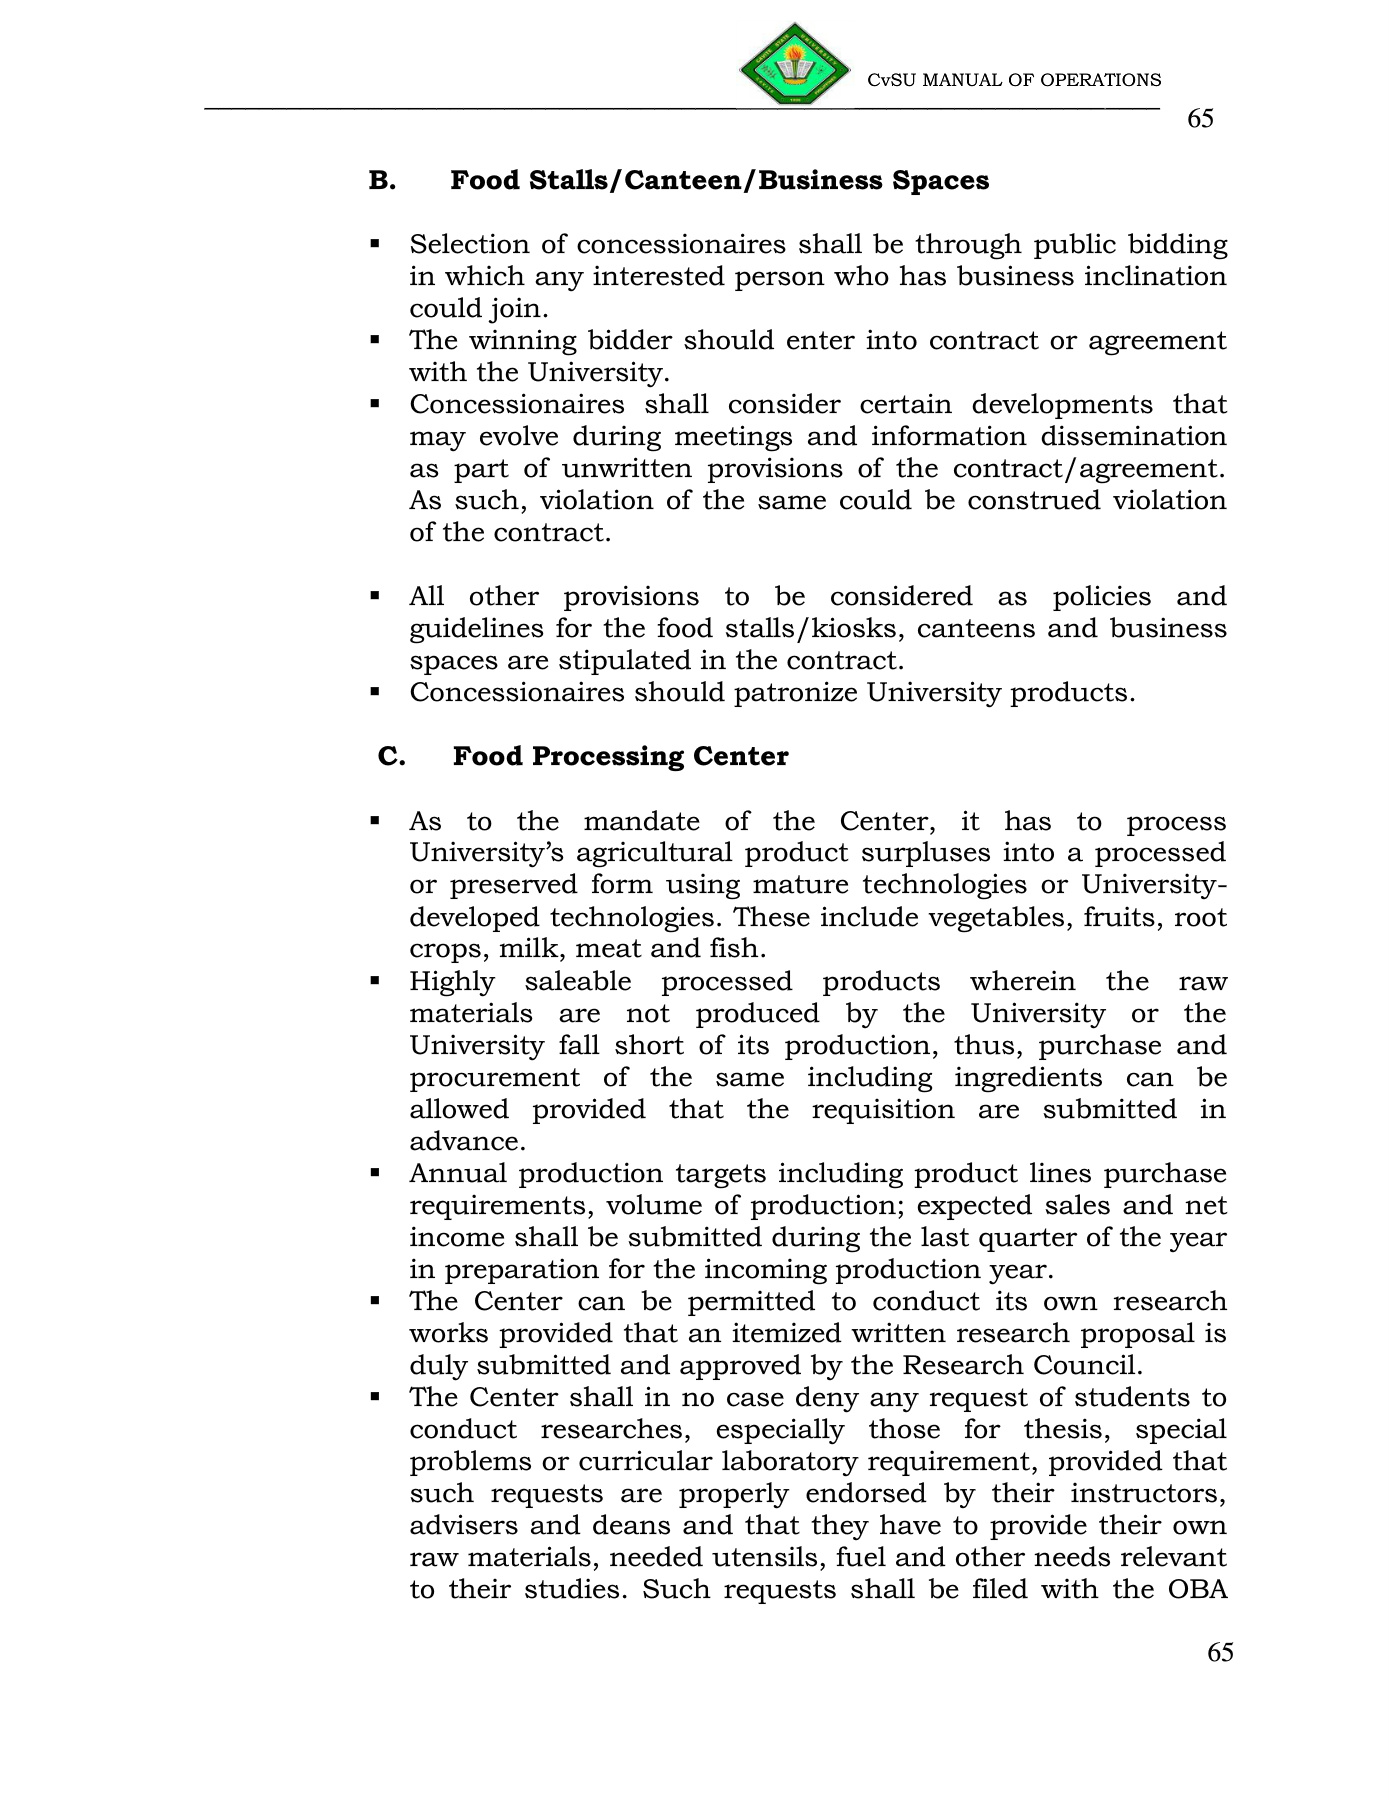 CvSU MANUAL OF OPERATIONS
65
B. Food Stalls/Canteen/Business Spaces
▪ Selection of concessionaires shall be through public bidding
in which any interested person who has business inclination
could join.
▪ The winning bidder should enter into contract or agreement
with the University.
▪ Concessionaires shall consider certain developments that
may evolve during meetings and information dissemination
as part of unwritten provisions of the contract/agreement.
As such, violation of the same could be construed violation
of the contract.
▪ All other provisions to be considered as policies and
guidelines for the food stalls/kiosks, canteens and business
spaces are stipulated in the contract.
▪ Concessionaires should patronize University products.
C. Food Processing Center
▪ As to the mandate of the Center, it has to process
University’s agricultural product surpluses into a processed
or preserved form using mature technologies or University-
developed technologies. These include vegetables, fruits, root
crops, milk, meat and fish.
▪ Highly saleable processed products wherein the raw
materials are not produced by the University or the
University fall short of its production, thus, purchase and
procurement of the same including ingredients can be
allowed provided that the requisition are submitted in
advance.
▪ Annual production targets including product lines purchase
requirements, volume of production; expected sales and net
income shall be submitted during the last quarter of the year
in preparation for the incoming production year.
▪ The Center can be permitted to conduct its own research
works provided that an itemized written research proposal is
duly submitted and approved by the Research Council.
▪ The Center shall in no case deny any request of students to
conduct researches, especially those for thesis, special
problems or curricular laboratory requirement, provided that
such requests are properly endorsed by their instructors,
advisers and deans and that they have to provide their own
raw materials, needed utensils, fuel and other needs relevant
to their studies. Such requests shall be filed with the OBA
65